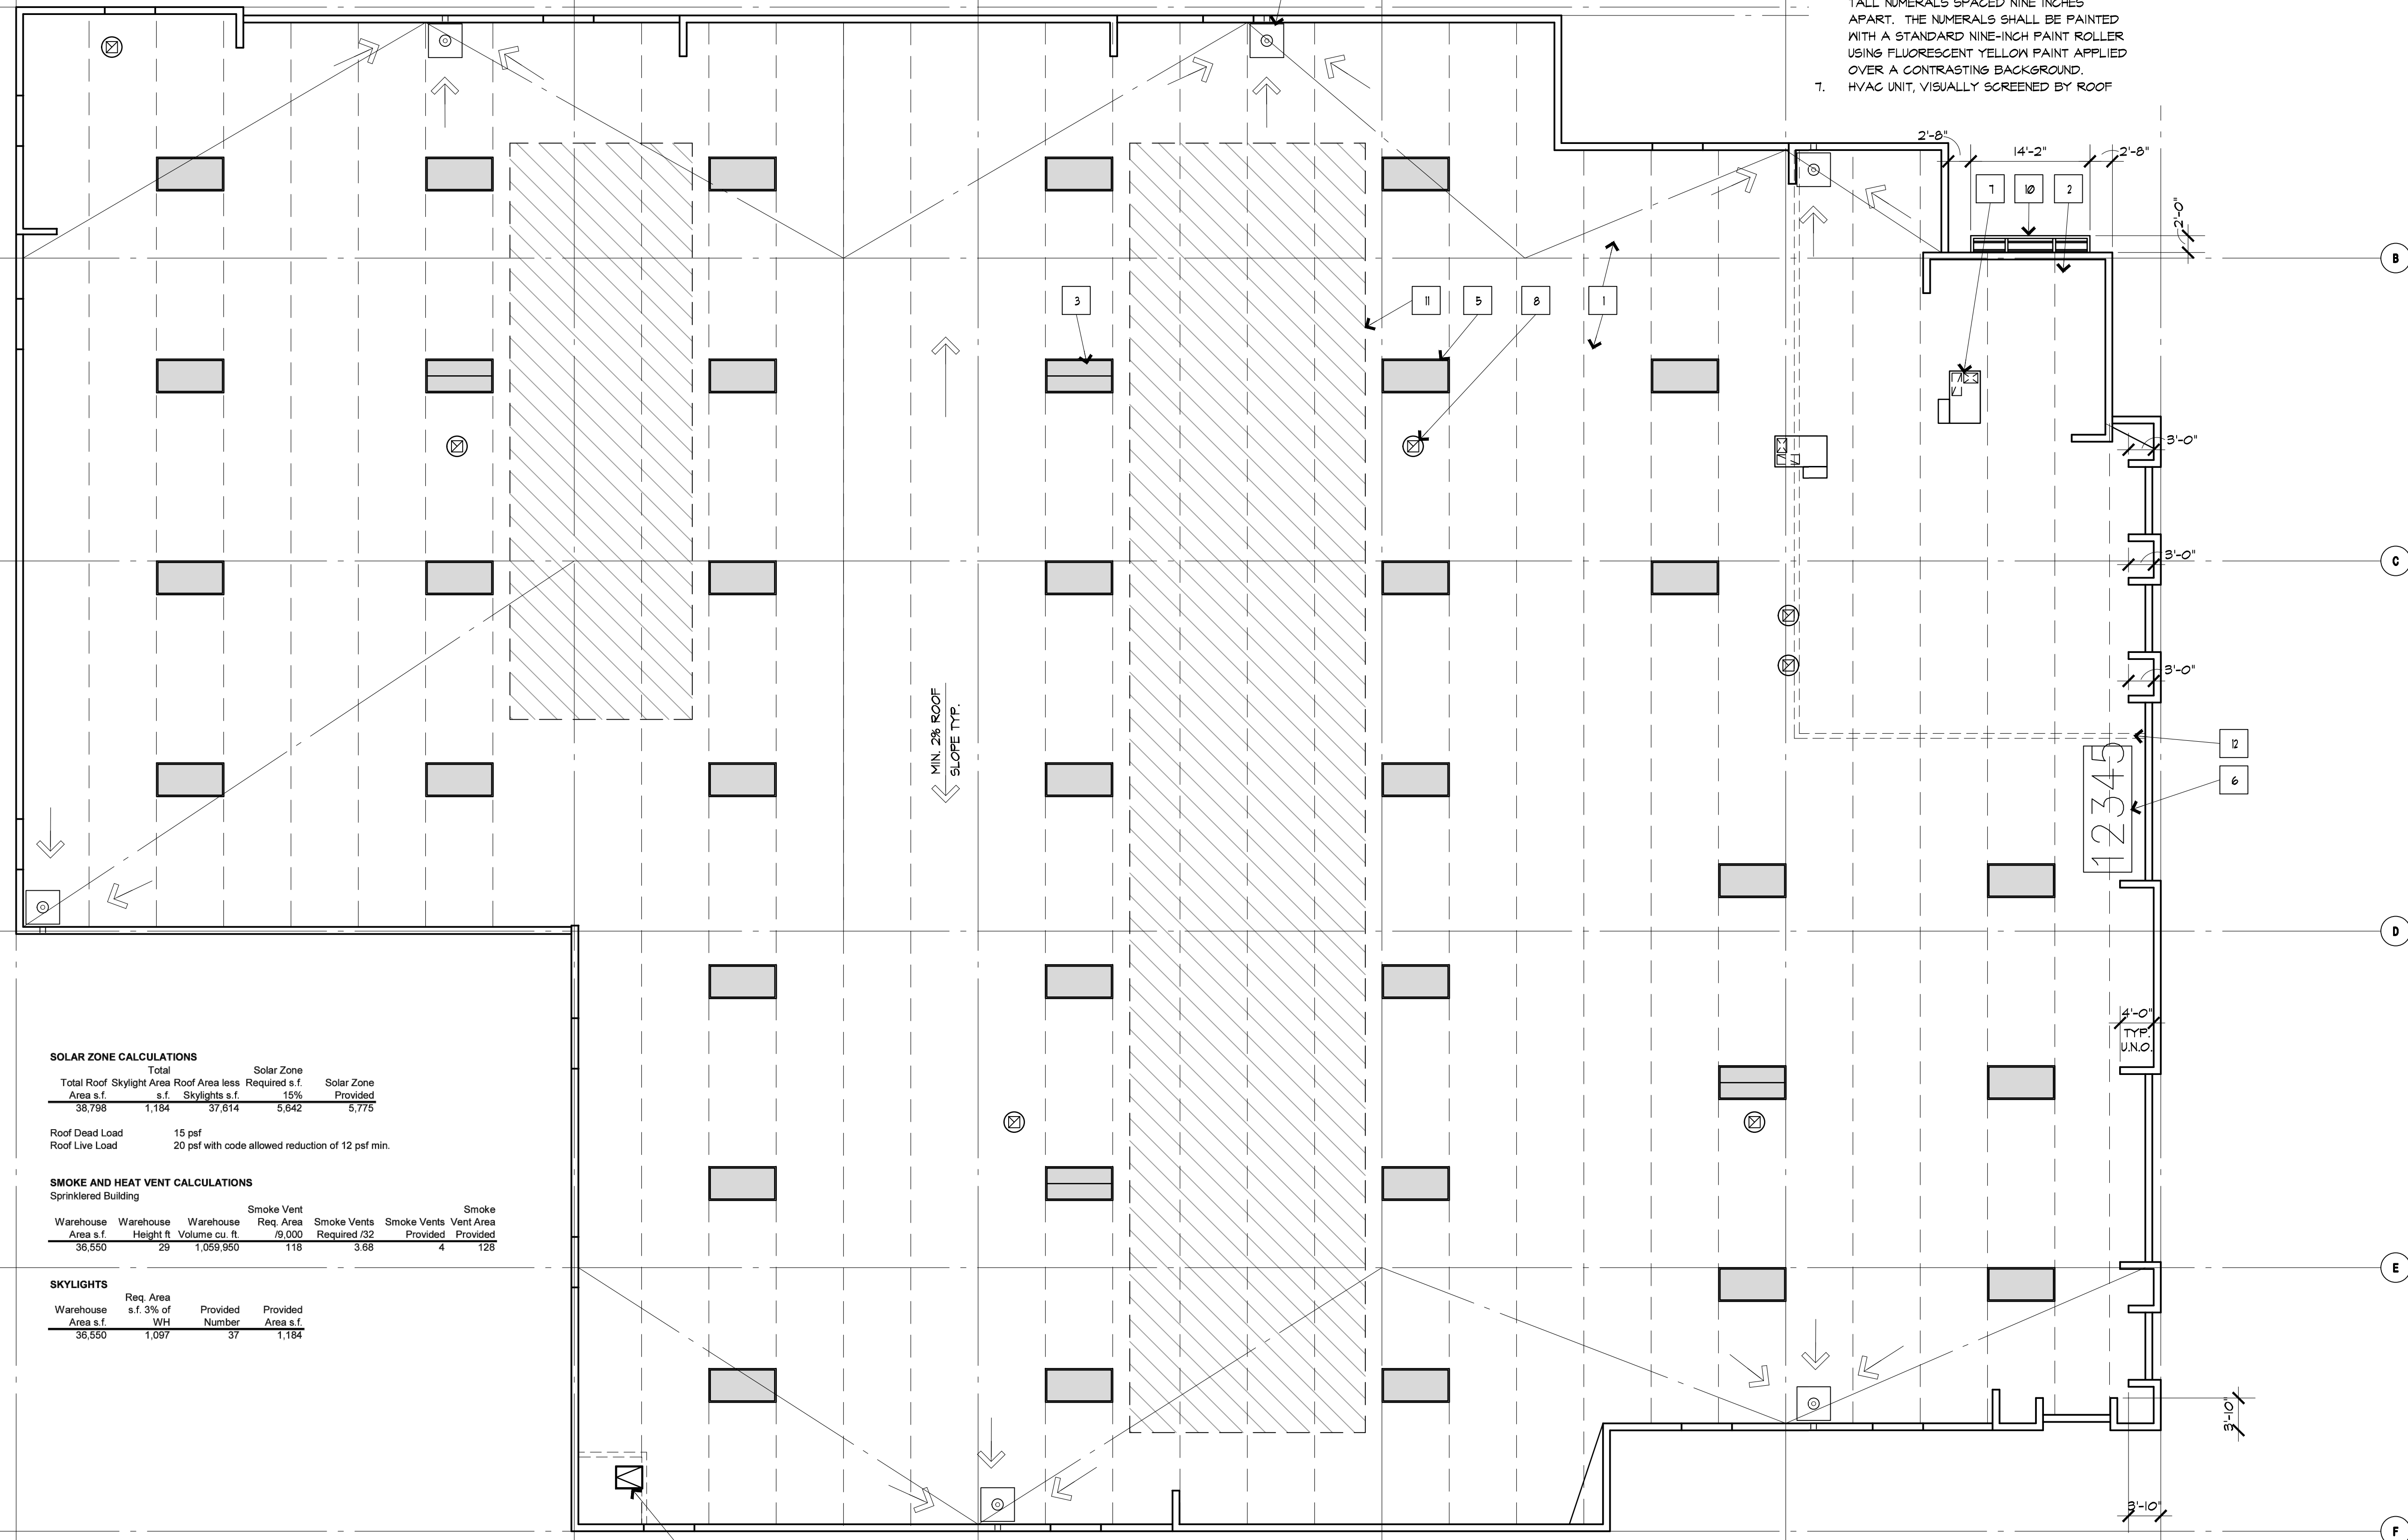 TALL NUMERALS SPACED NINE INCHES
APART. THE NUMERALS SHALL BE PAINTED
WITH A STANDARD NINE-INCH PAINT ROLLER
USING FLUORESCENT YELLOW PAINT APPLIED
OVER A CONTRASTING BACKGROUND.
7. HVAC UNIT, VISUALLY SCREENED BY ROOF
2'-8"
14'-2"
2'-8"
7
10
2
2'-0"
B
3
11
5
8
1
3'-0"
3'-0"
C
3'-0"
MIN. 2% ROOF
SLOPE TYP.
12
6
12345
D
4'-0"
TYP.
U.N.O.
SOLAR ZONE CALCULATIONS
Total Solar Zone
Total Roof Skylight Area Roof Area less Required s.f. Solar Zone
Area s.f. s.f. Skylights s.f. 15% Provided
38,798 1,184 37,614 5,642 5,775
Roof Dead Load 15 psf
Roof Live Load 20 psf with code allowed reduction of 12 psf min.
SMOKE AND HEAT VENT CALCULATIONS
Sprinklered Building
Smoke Vent Smoke
Warehouse Warehouse Warehouse Req. Area Smoke Vents Smoke Vents Vent Area
Area s.f. Height ft Volume cu. ft. /9,000 Required /32 Provided Provided
36,550 29 1,059,950 118 3.68 4 128
E
SKYLIGHTS
Req. Area
Warehouse s.f. 3% of Provided Provided
Area s.f. WH Number Area s.f.
36,550 1,097 37 1,184
3'-10"
3'-10"
F